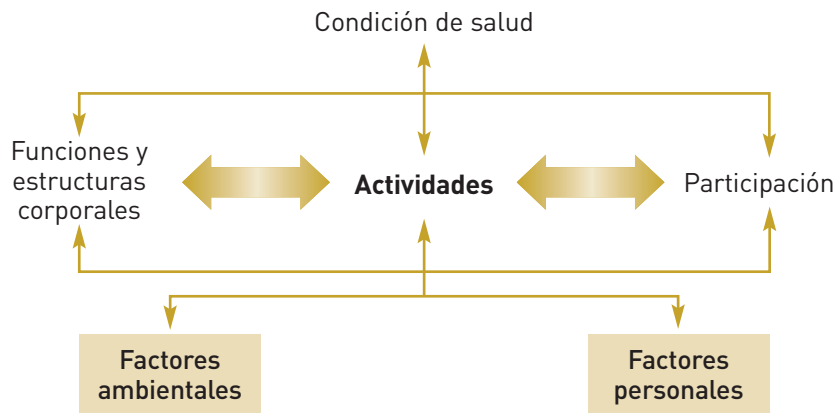 Condición de salud
Funciones y
estructuras
corporales
Actividades
Participación
Factores
ambientales
Factores
personales